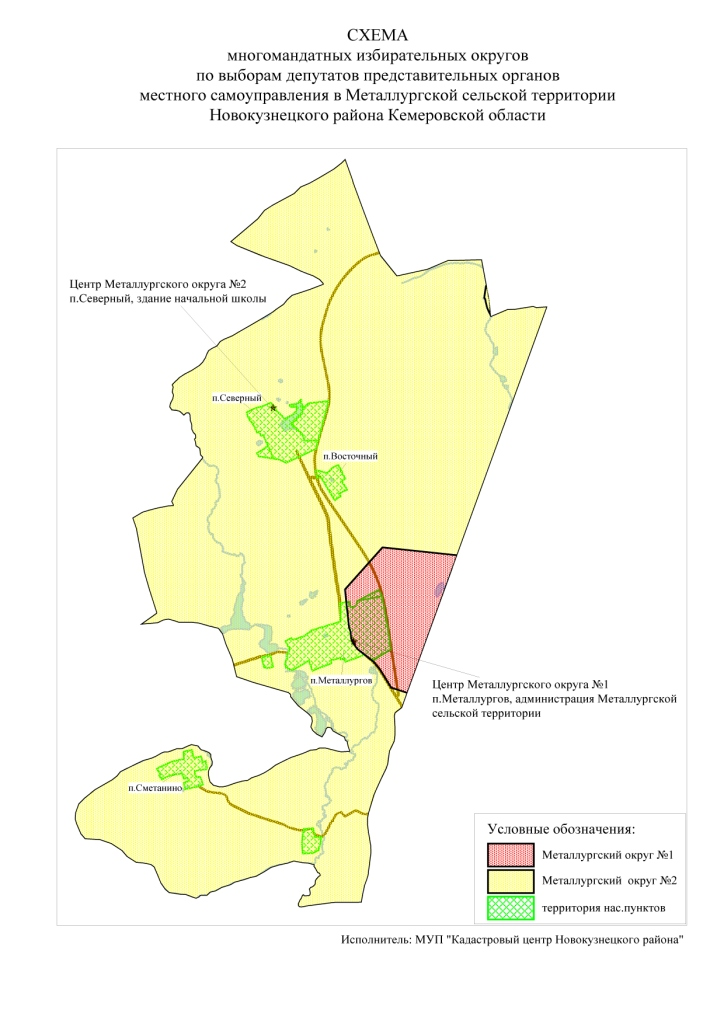 СХЕМА
многомандатных избирательных округов
по выборам депутатов представительных органов
местного самоуправления в Металлургской сельской территории
Новокузнецкого района Кемеровской области
Центр Металлургского округа №2
п.Северный, здание начальной школы
п.Северный
п.Восточный
п.Металлургов
Центр Металлургского округа №1
п.Металлургов, администрация Металлургской
сельской территории
п.Сметанино
Условные обозначения:
Металлургский округ №1
Металлургский округ №2
территория нас.пунктов
Исполнитель: МУП "Кадастровый центр Новокузнецкого района"